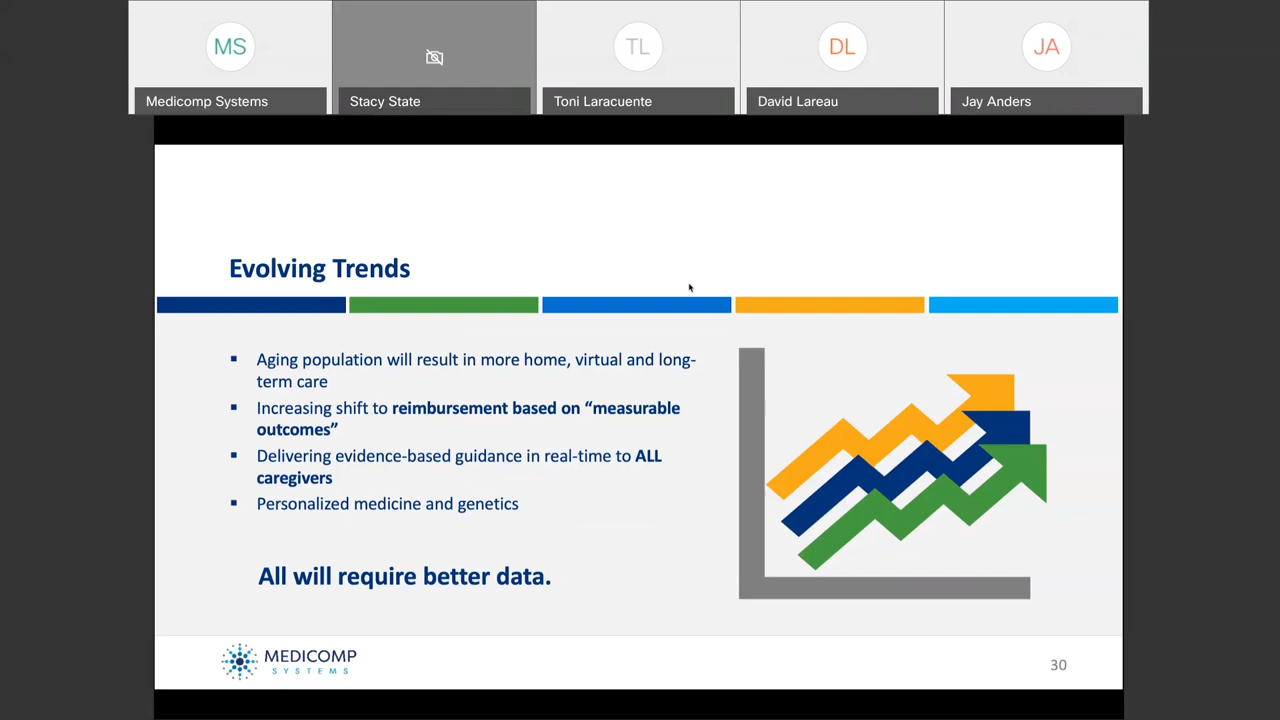 MS
TL
DL
JA
Medicomp Systems
Stacy State
Toni Laracuente
David Lareau
Jay Anders
Evolving Trends
Aging population will result in more home, virtual and long-
term care
Increasing shift to reimbursement based on “measurable
outcomes”
Delivering evidence-based guidance in real-time to ALL
caregivers
Personalized medicine and genetics
All will require better data.
MEDICOMP
SYSTEMS
30